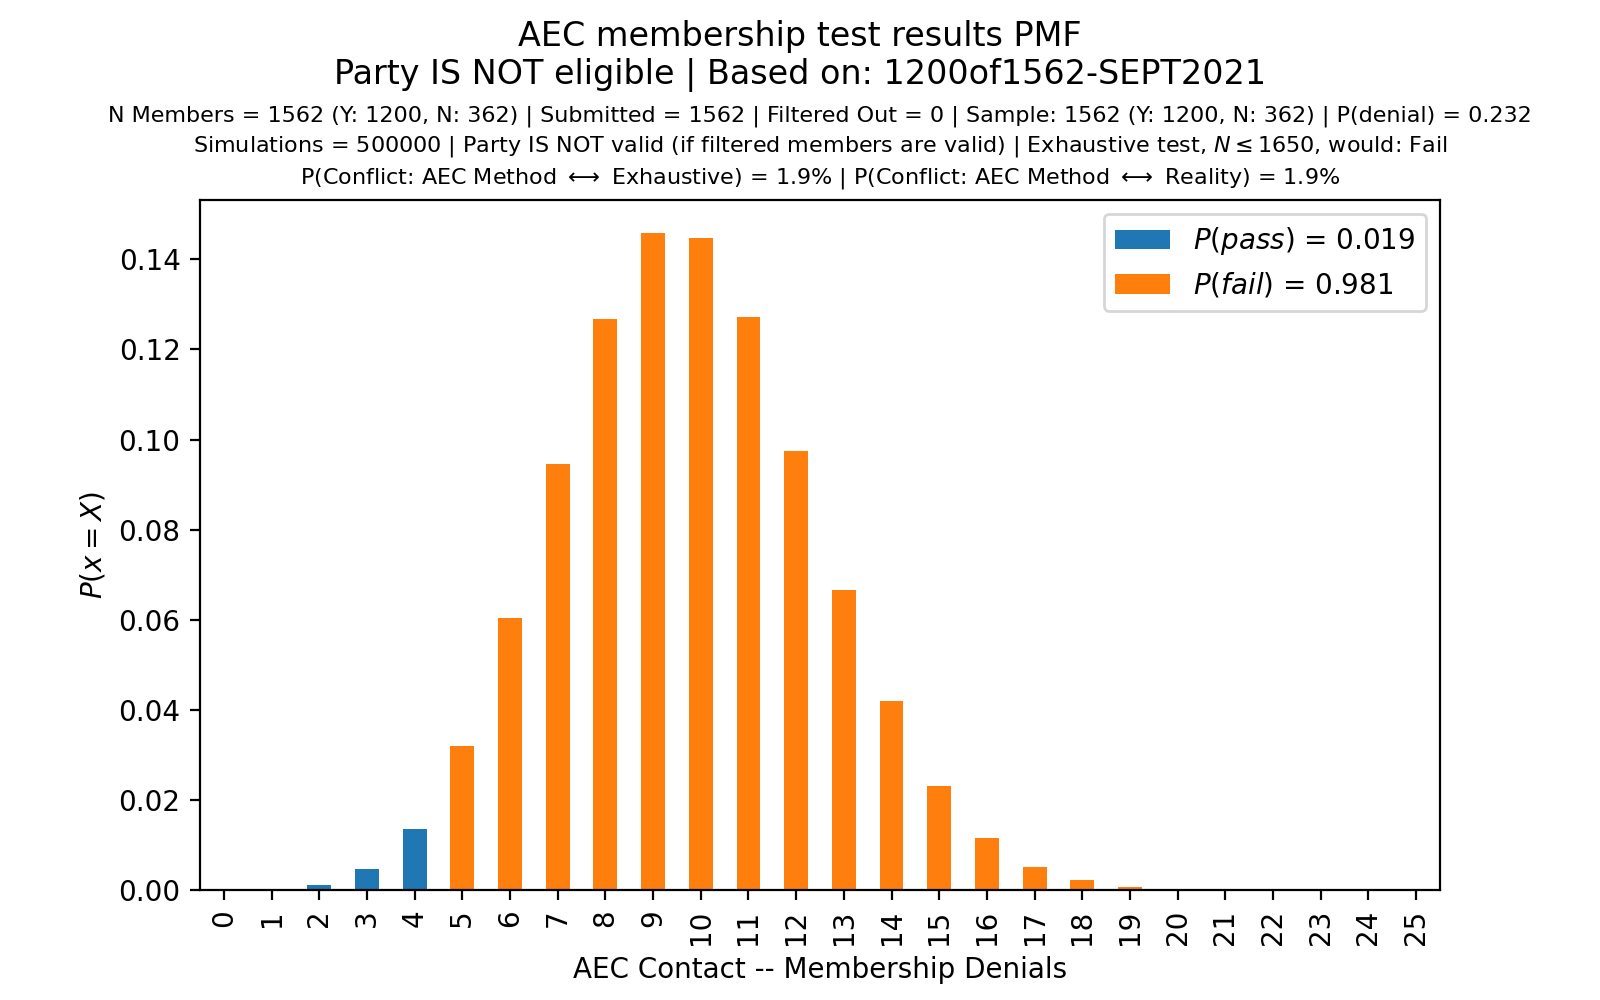 AEC membership test results PMF
Party IS NOT eligible | Based on: 1200of1562-SEPT2021
N Members = 1562 (Y: 1200, N: 362) | Submitted = 1562 | Filtered Out = 0 | Sample: 1562 (Y: 1200, N: 362) | P(denial) = 0.232
Simulations = 500000 | Party IS NOT valid (if filtered members are valid) | Exhaustive test, N ≤ 1650, would: Fail
P(Conflict: AEC Method ⟷ Exhaustive) = 1.9% | P(Conflict: AEC Method ⟷ Reality) = 1.9%
P(pass) = 0.019
P(fail) = 0.981
0.14
0.12
0.10
0.08
0.06
0.04
0.02
0.00
P(x = X)
0 1 2 3 4 5 6 7 8 9 10 11 12 13 14 15 16 17 18 19 20 21 22 23 24 25
AEC Contact -- Membership Denials